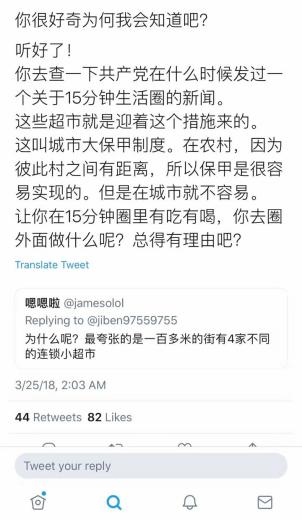 你很好奇为何我会知道吧？
听好了！
你去查一下共产党在什么时候发过一
个关于15分钟生活圈的新闻。
这些超市就是迎着这个措施来的。
这叫城市大保甲制度。在农村，因为
彼此村之间有距离，所以保甲是很容
易实现的。但是在城市就不容易。
让你在15分钟圈里有吃有喝，你去圈
外面做什么呢？总得有理由吧？
Translate Tweet
嗯嗯啦 @jamesolol
Replying to @jiben97559755
为什么呢？最夸张的是一百多米的街有4家不同
的连锁小超市
3/25/18, 2:03 AM
44 Retweets 82 Likes
Tweet your reply